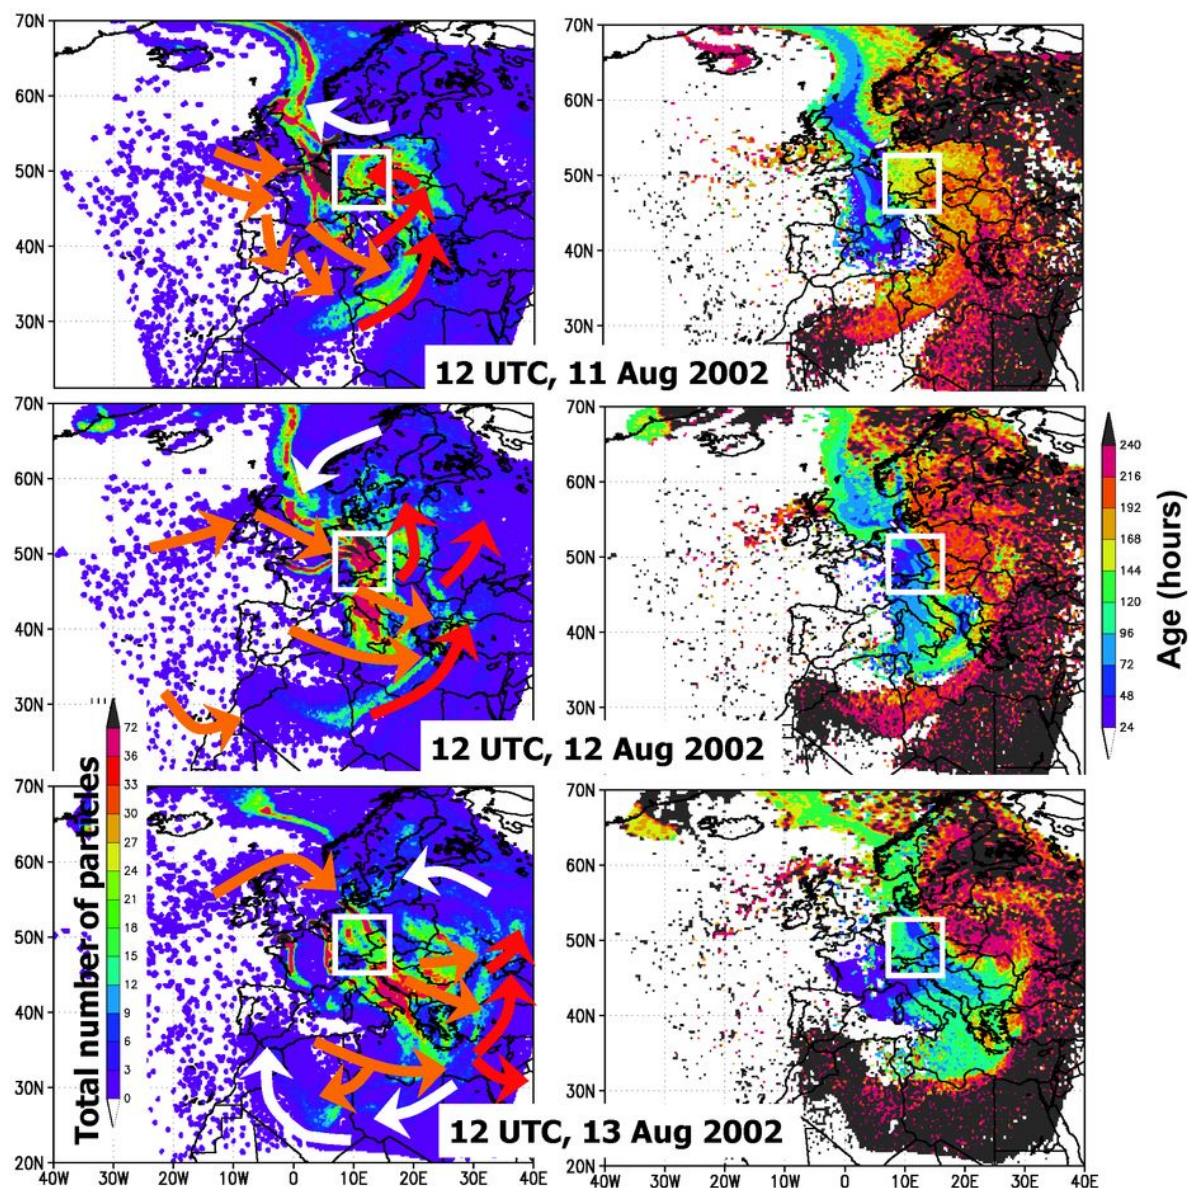 70N
60N
50N
40N
30N
70N
60N
50N
40N
30N
12 UTC, 11 Aug 2002
70N
60N
50N
40N
30N
70N
60N
50N
40N
30N
240
216
192
168
144
120
96
72
48
24
Age (hours)
12 UTC, 12 Aug 2002
72
36
33
30
27
24
21
18
15
12
9
6
3
0
Total number of particles
70N
60N
50N
40N
30N
20N
70N
60N
50N
40N
30N
20N
12 UTC, 13 Aug 2002
40W 30W 20W 10W 0 10E 20E 30E 40E
40W 30W 20W 10W 0 10E 20E 30E 40E